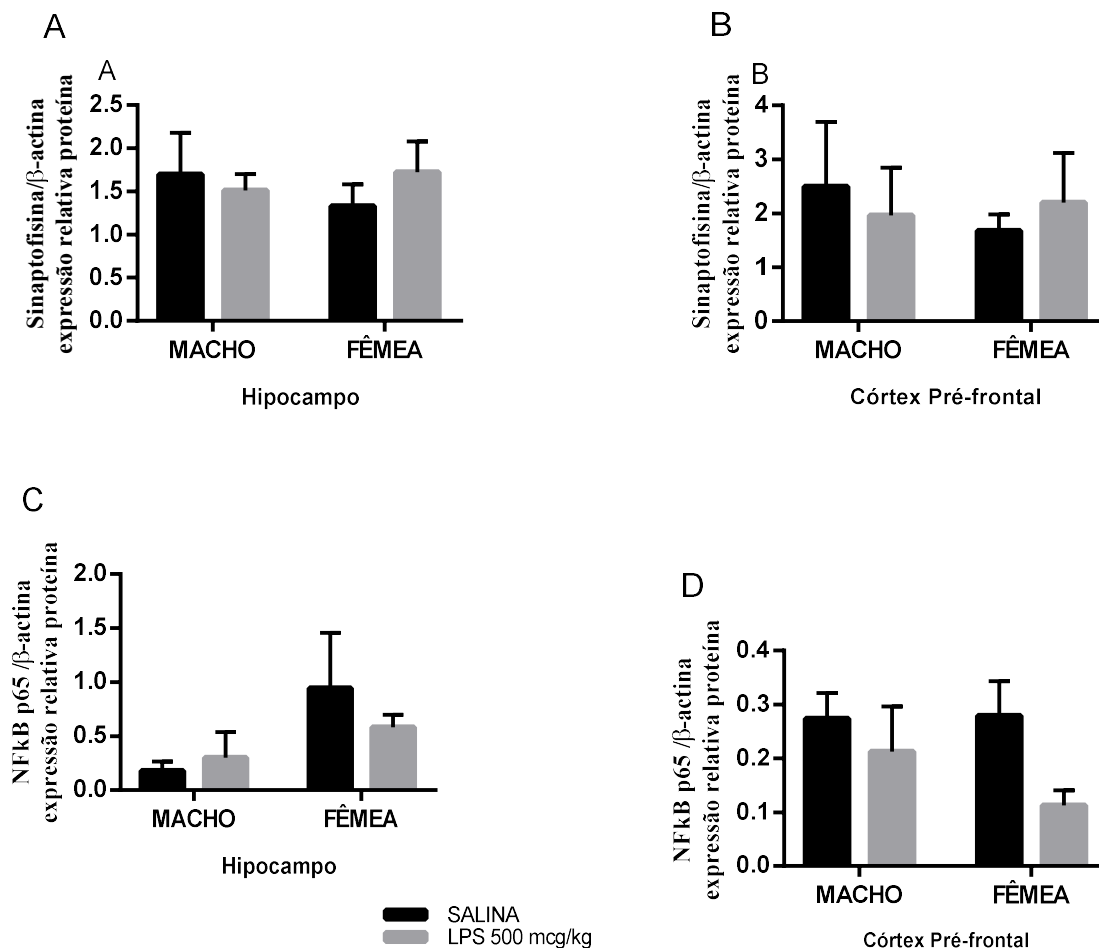 A
A
Sinaptofisina/β-actina
expressão relativa proteína
2.5
2.0
1.5
1.0
0.5
0.0
MACHO
FÊMEA
Hipocampo
B
B
Sinaptofisina/β-actina
expressão relativa proteína
4
3
2
1
0
MACHO
FÊMEA
Córtex Pré-frontal
C
NFkB p65 /β-actina
expressão relativa proteína
2.0
1.5
1.0
0.5
0.0
MACHO
FÊMEA
Hipocampo
D
NFkB p65 /β-actina
expressão relativa proteína
0.4
0.3
0.2
0.1
0.0
MACHO
FÊMEA
Córtex Pré-frontal
SALINA
LPS 500 mcg/kg